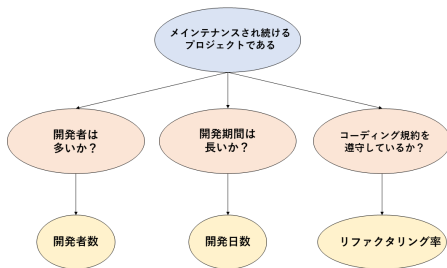 メインテナンスされ続ける
プロジェクトである
開発者は
多いか？
開発期間は
長いか？
コーディング規約を
遵守しているか？
開発者数
開発日数
リファクタリング率